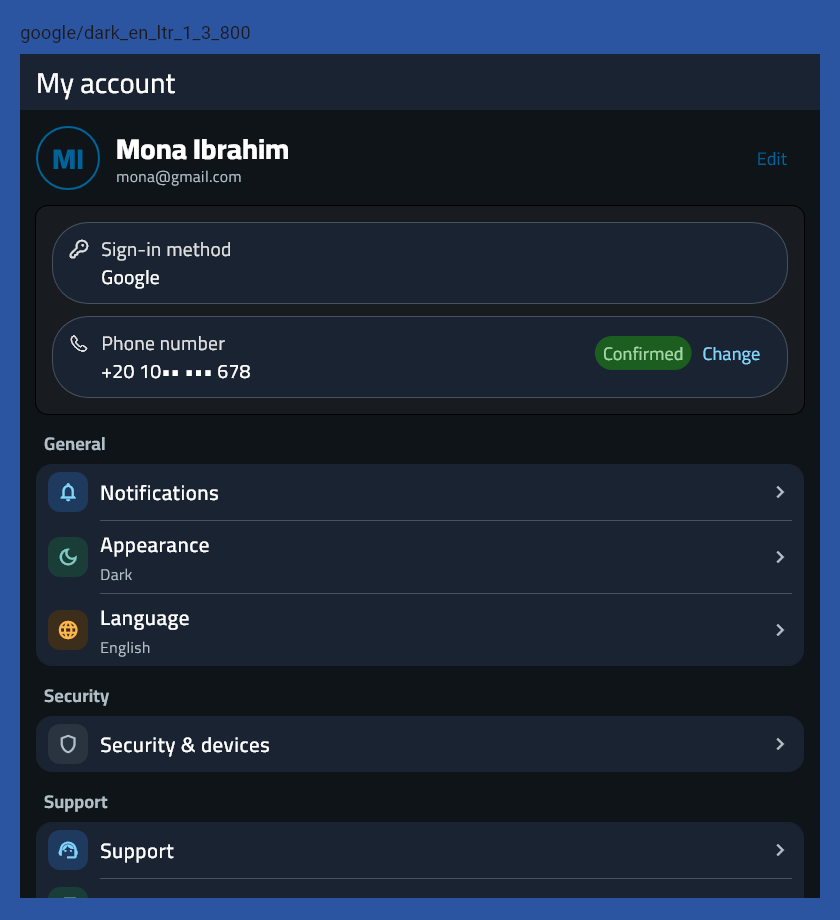 google/dark_en_ltr_1_3_800
My account
MI
Mona Ibrahim
mona@gmail.com
Edit
Sign-in method
Google
Phone number
+20 10▪▪ ▪▪▪ 678
Confirmed
Change
General
Notifications
Appearance
Dark
Language
English
Security
Security & devices
Support
Support